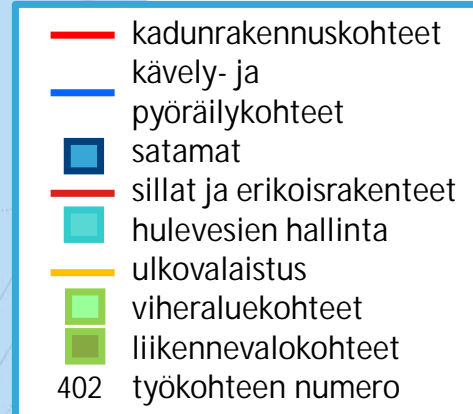 kadunrakennuskohteet
kävely- ja
pyöräilykohteet
satamat
sillat ja erikoisrakenteet
hulevesien hallinta
ulkovalaistus
viheraluekohteet
liikennevalokohteet
402 työkohteen numero